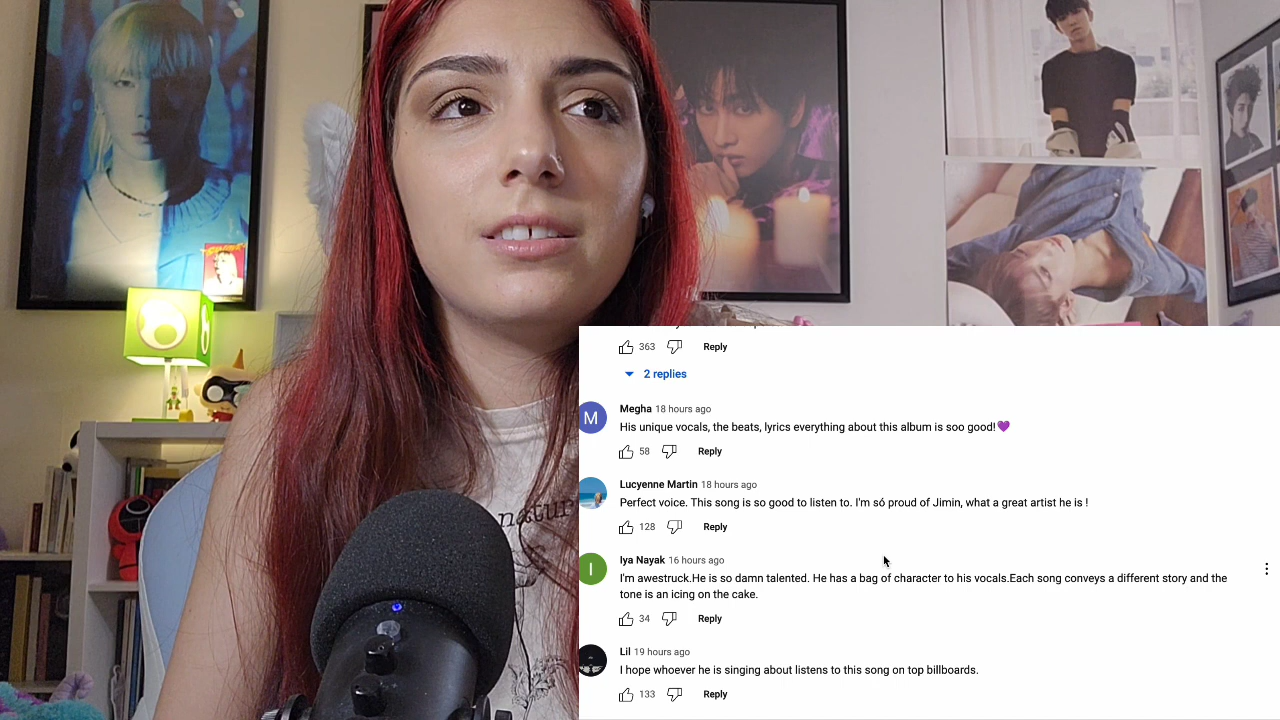 363 Reply
2 replies
M
Megha 18 hours ago
His unique vocals, the beats, lyrics everything about this album is soo good!💜
58 Reply
Lucyenne Martin 18 hours ago
Perfect voice. This song is so good to listen to. I'm só proud of Jimin, what a great artist he is !
128 Reply
I
Iya Nayak 16 hours ago
I'm awestruck.He is so damn talented. He has a bag of character to his vocals.Each song conveys a different story and the
tone is an icing on the cake.
34 Reply
Lil 19 hours ago
I hope whoever he is singing about listens to this song on top billboards.
133 Reply